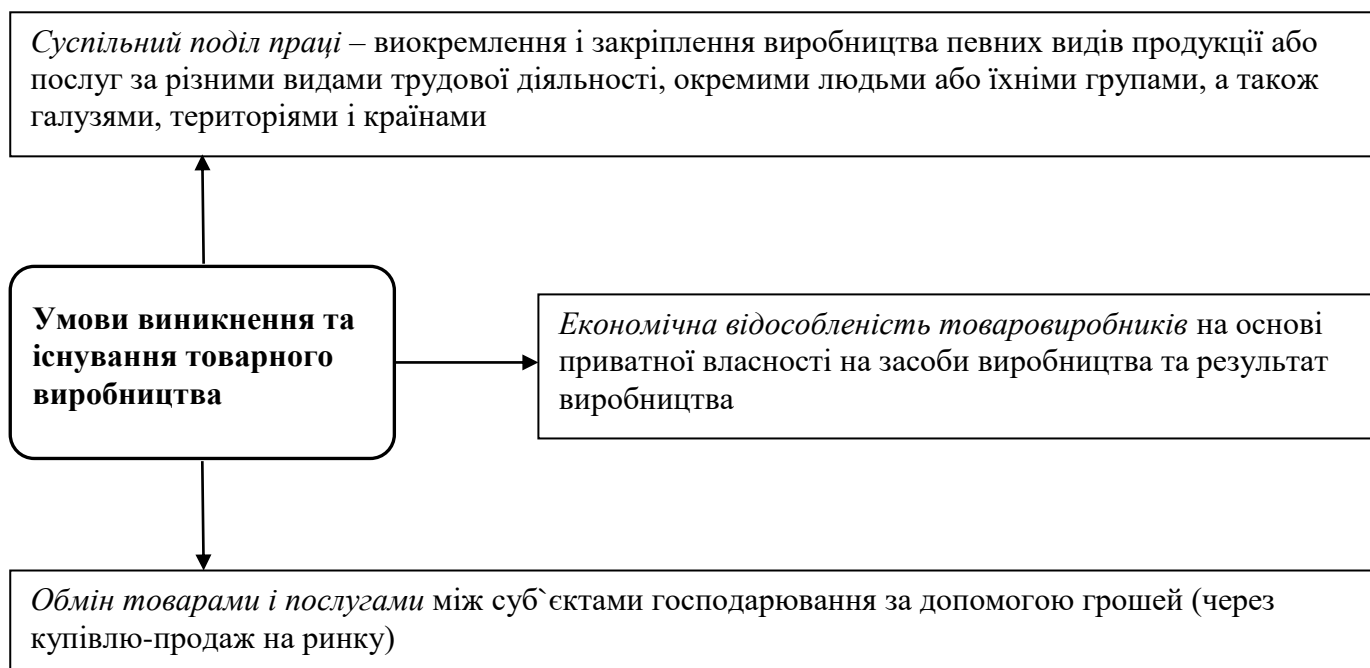 Суспільний поділ праці – виокремлення і закріплення виробництва певних видів продукції або
послуг за різними видами трудової діяльності, окремими людьми або їхніми групами, а також
галузями, територіями і країнами
Умови виникнення та
існування товарного
виробництва
Економічна відособленість товаровиробників на основі
приватної власності на засоби виробництва та результат
виробництва
Обмін товарами і послугами між суб`єктами господарювання за допомогою грошей (через
купівлю-продаж на ринку)